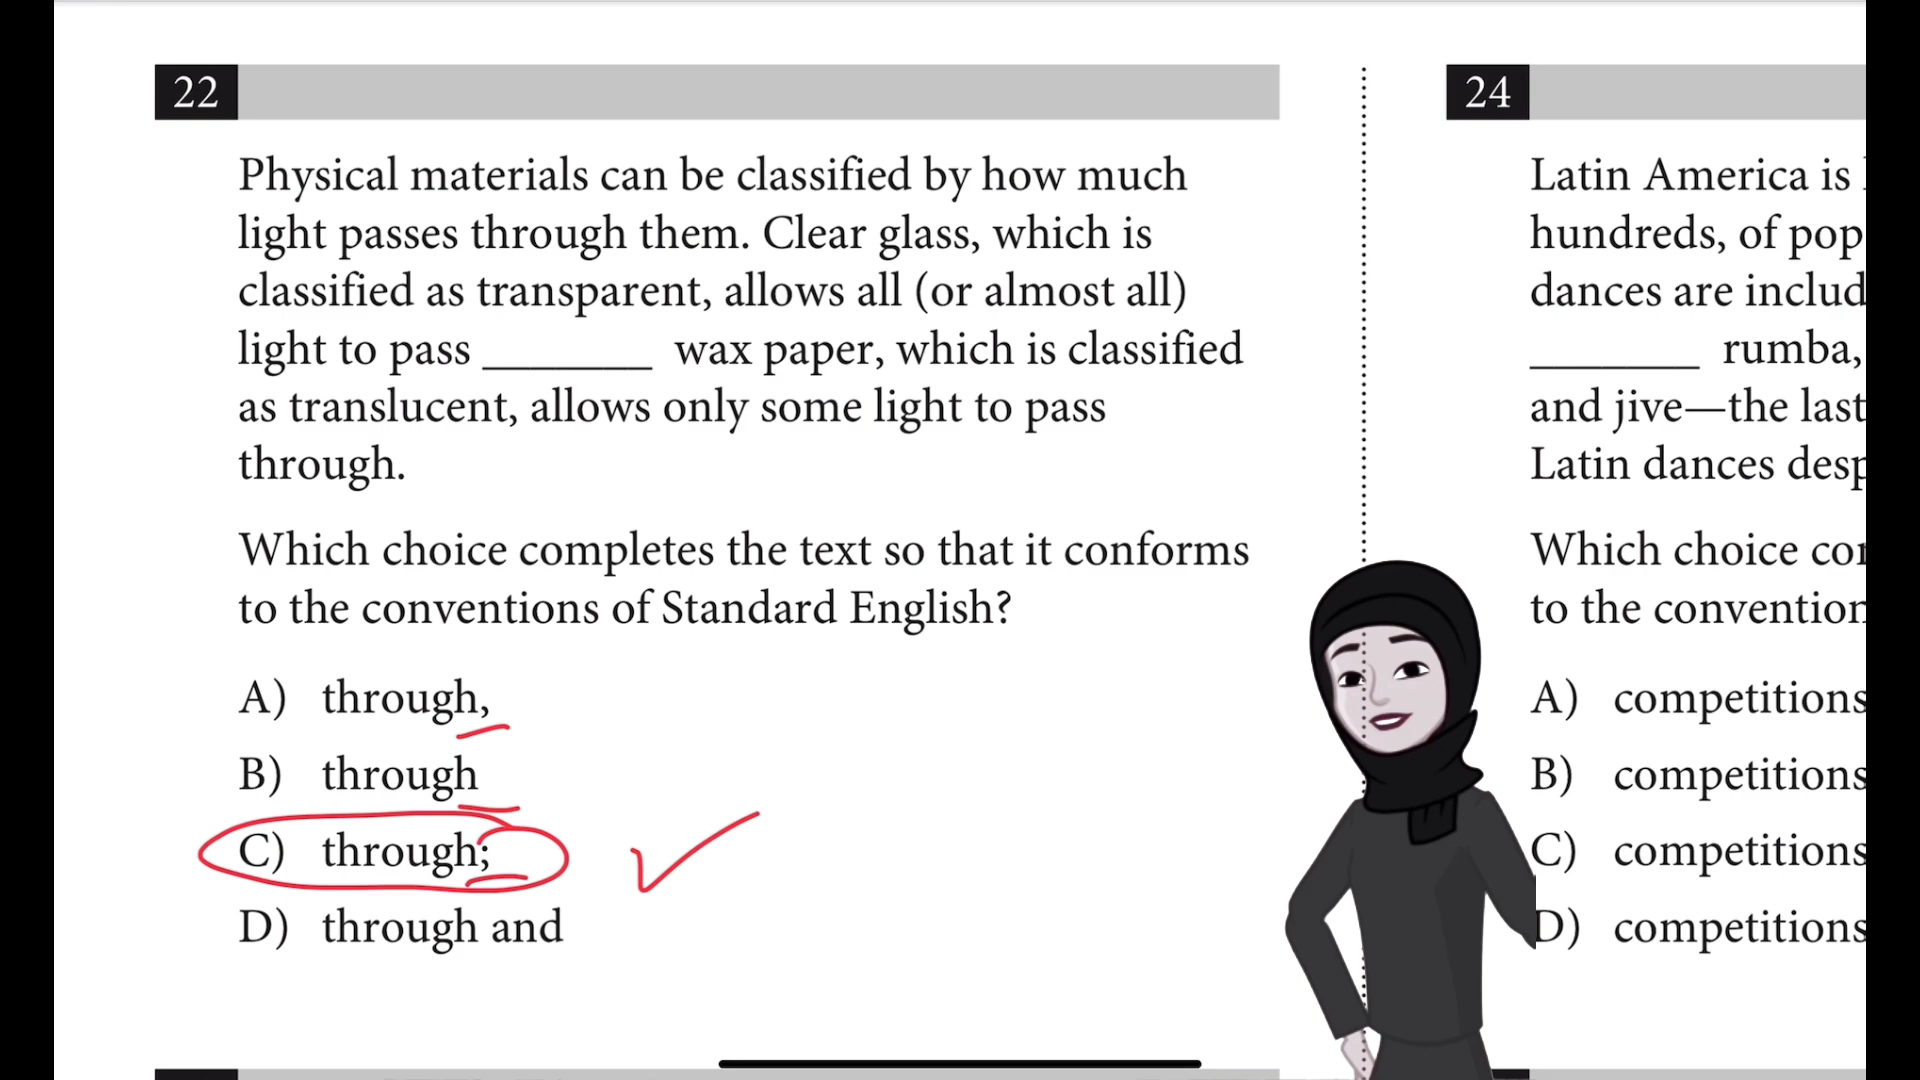 22
Physical materials can be classified by how much
light passes through them. Clear glass, which is
classified as transparent, allows all (or almost all)
light to pass ________ wax paper, which is classified
as translucent, allows only some light to pass
through.
Which choice completes the text so that it conforms
to the conventions of Standard English?
A) through,
B) through
C) through;
D) through and
24
Latin America is
hundreds, of pop
dances are includ
________ rumba,
and jive—the last
Latin dances desp
Which choice con
to the convention
A) competitions
B) competitions
C) competitions
D) competitions